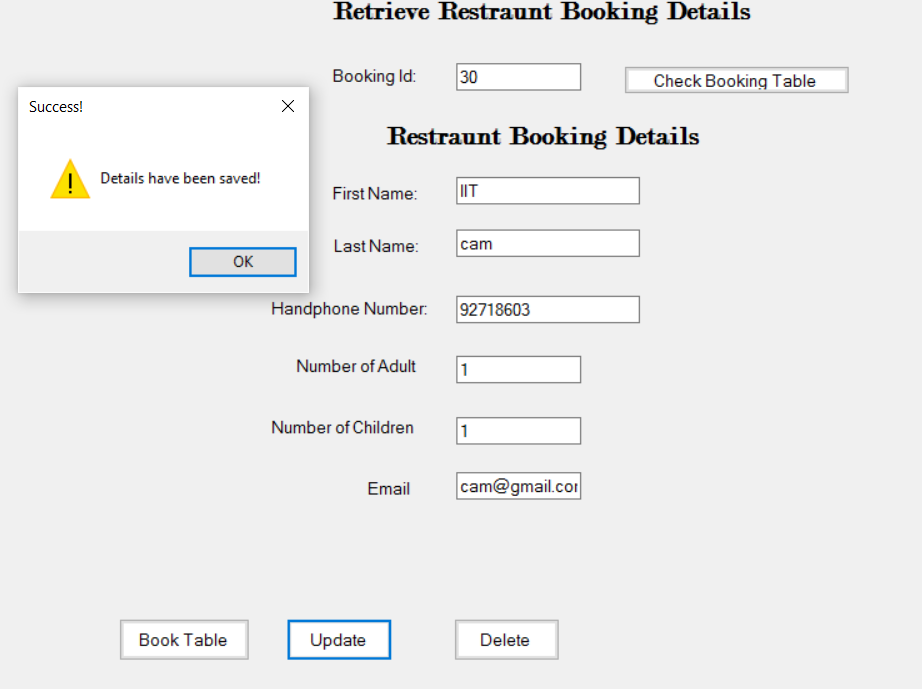 Retrieve Restraunt Booking Details
Booking Id: 30 Check Booking Table
Success!
Details have been saved!
OK
Restraunt Booking Details
First Name: IIT
Last Name: cam
Handphone Number: 92718603
Number of Adult 1
Number of Children 1
Email cam@gmail.cor
Book Table Update Delete